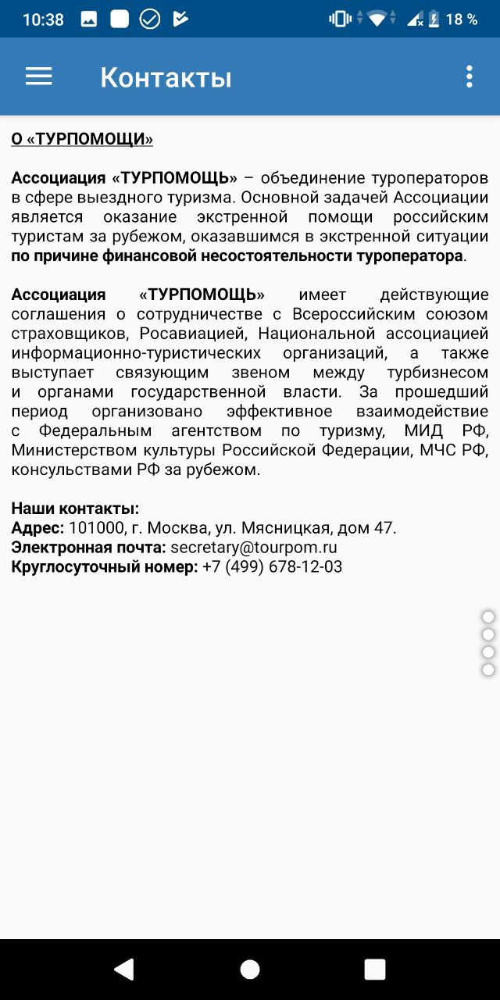 10:38
18 %
Контакты
О «ТУРПОМОЩИ»
Ассоциация «ТУРПОМОЩЬ» – объединение туроператоров
в сфере выездного туризма. Основной задачей Ассоциации
является оказание экстренной помощи российским
туристам за рубежом, оказавшимся в экстренной ситуации
по причине финансовой несостоятельности туроператора.
Ассоциация «ТУРПОМОЩЬ» имеет действующие
соглашения о сотрудничестве с Всероссийским союзом
страховщиков, Росавиацией, Национальной ассоциацией
информационно-туристических организаций, а также
выступает связующим звеном между турбизнесом
и органами государственной власти. За прошедший
период организовано эффективное взаимодействие
с Федеральным агентством по туризму, МИД РФ,
Министерством культуры Российской Федерации, МЧС РФ,
консульствами РФ за рубежом.
Наши контакты:
Адрес: 101000, г. Москва, ул. Мясницкая, дом 47.
Электронная почта: secretary@tourpom.ru
Круглосуточный номер: +7 (499) 678-12-03